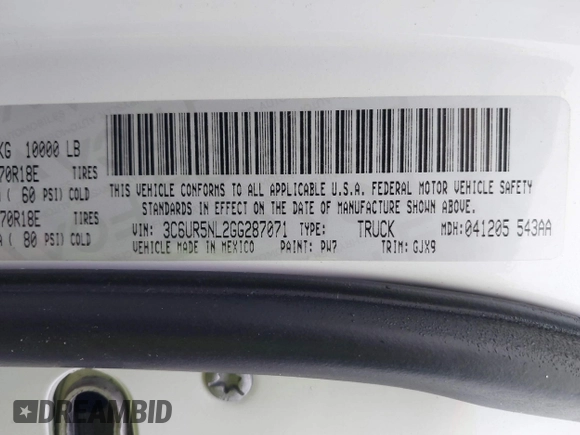 KG 10000 LB
70R18E TIRES
( 60 PSI) COLD
70R18E TIRES
A ( 80 PSI) COLD
THIS VEHICLE CONFORMS TO ALL APPLICABLE U.S.A. FEDERAL MOTOR VEHICLE SAFETY
STANDARDS IN EFFECT ON THE DATE OF MANUFACTURE SHOWN ABOVE.
VIN: 3C6UR5NL2GG287071 TYPE: TRUCK MDH: 041205 543AA
VEHICLE MADE IN MEXICO PAINT: PW7 TRIM: GJX9
DREAMBID